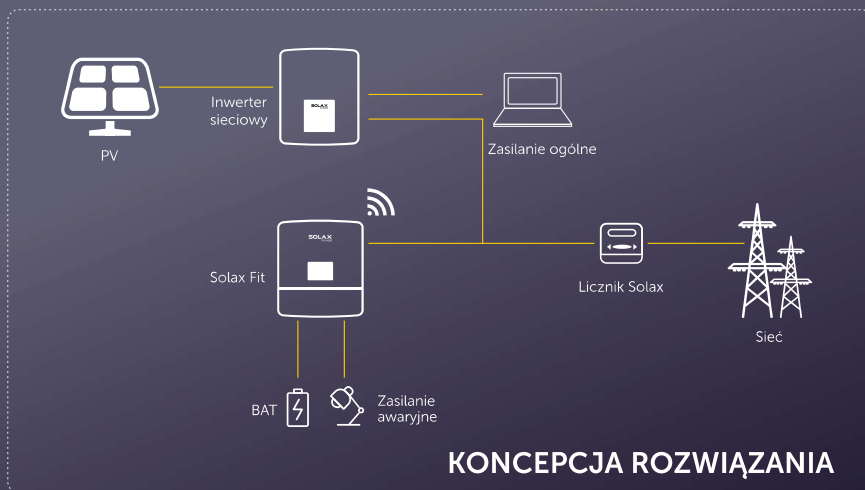 SOLAX
Inwerter
sieciowy
PV
Zasilanie ogólne
SOLAX
Solax Fit
Licznik Solax
Sieć
BAT
Zasilanie
awaryjne
KONCEPCJA ROZWIĄZANIA